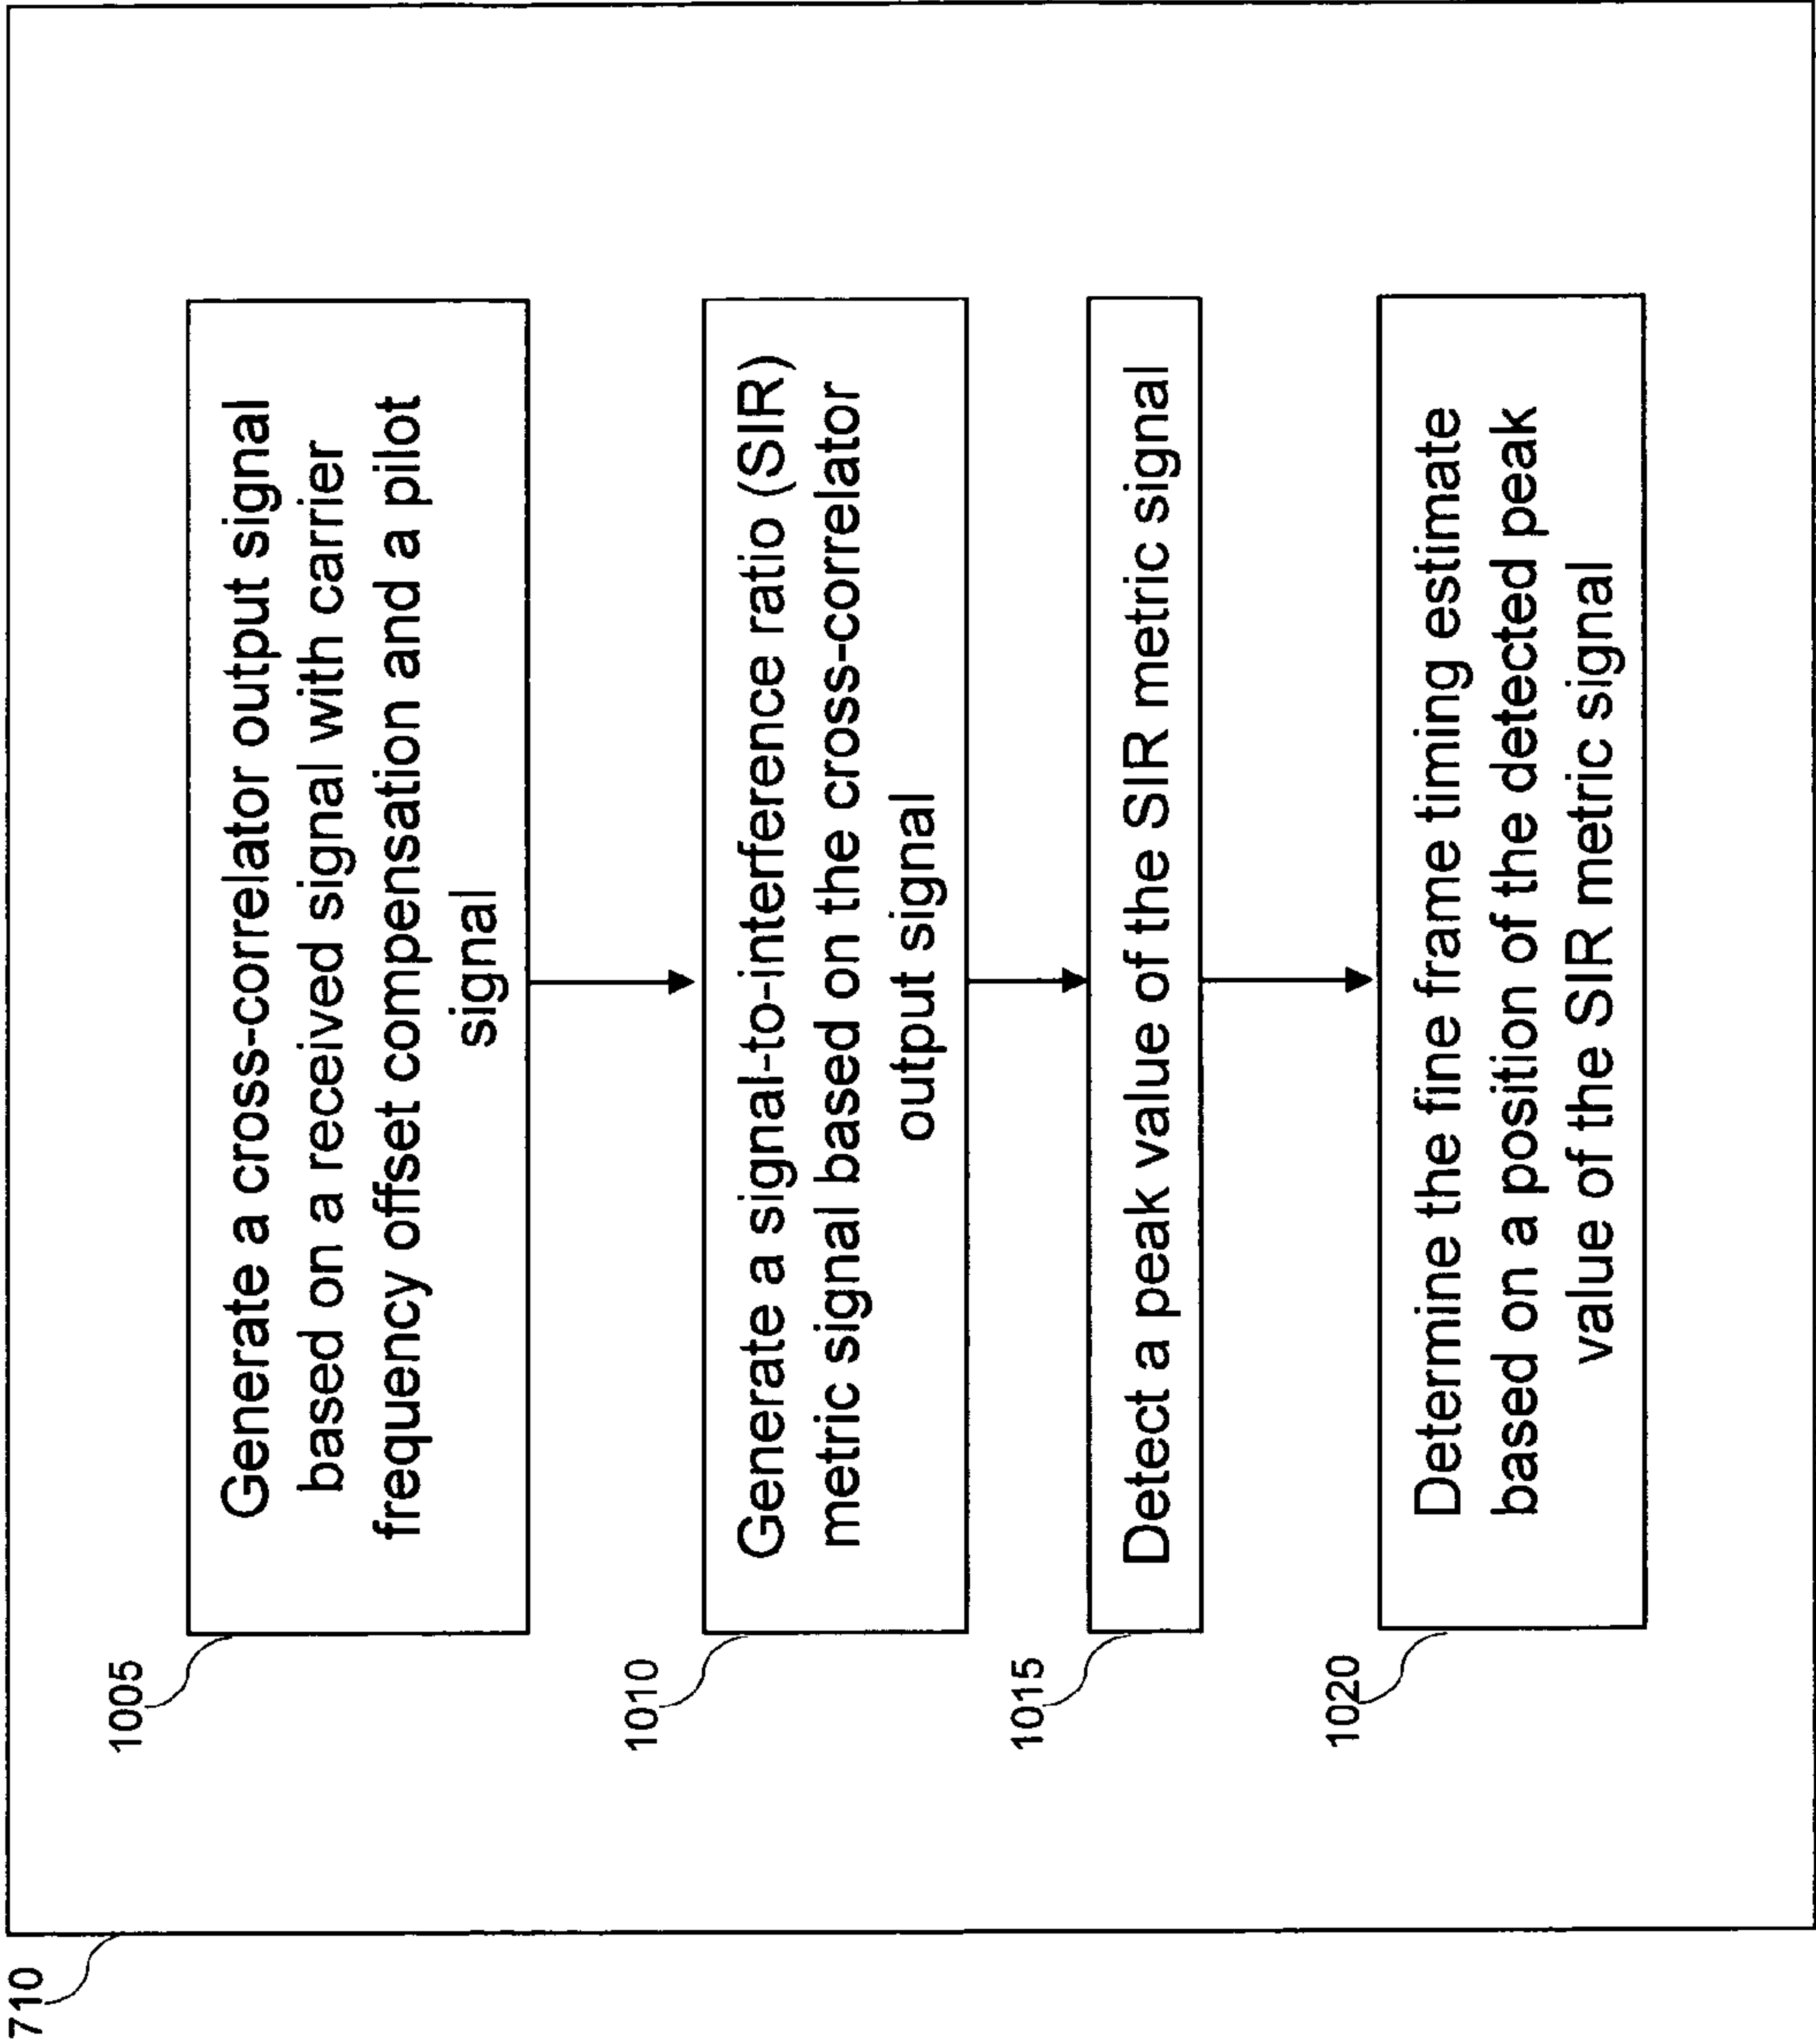 710
1005
Generate a cross-correlator output signal
based on a received signal with carrier
frequency offset compensation and a pilot
signal
1010
Generate a signal-to-interference ratio (SIR)
metric signal based on the cross-correlator
output signal
1015
Detect a peak value of the SIR metric signal
1020
Determine the fine frame timing estimate
based on a position of the detected peak
value of the SIR metric signal